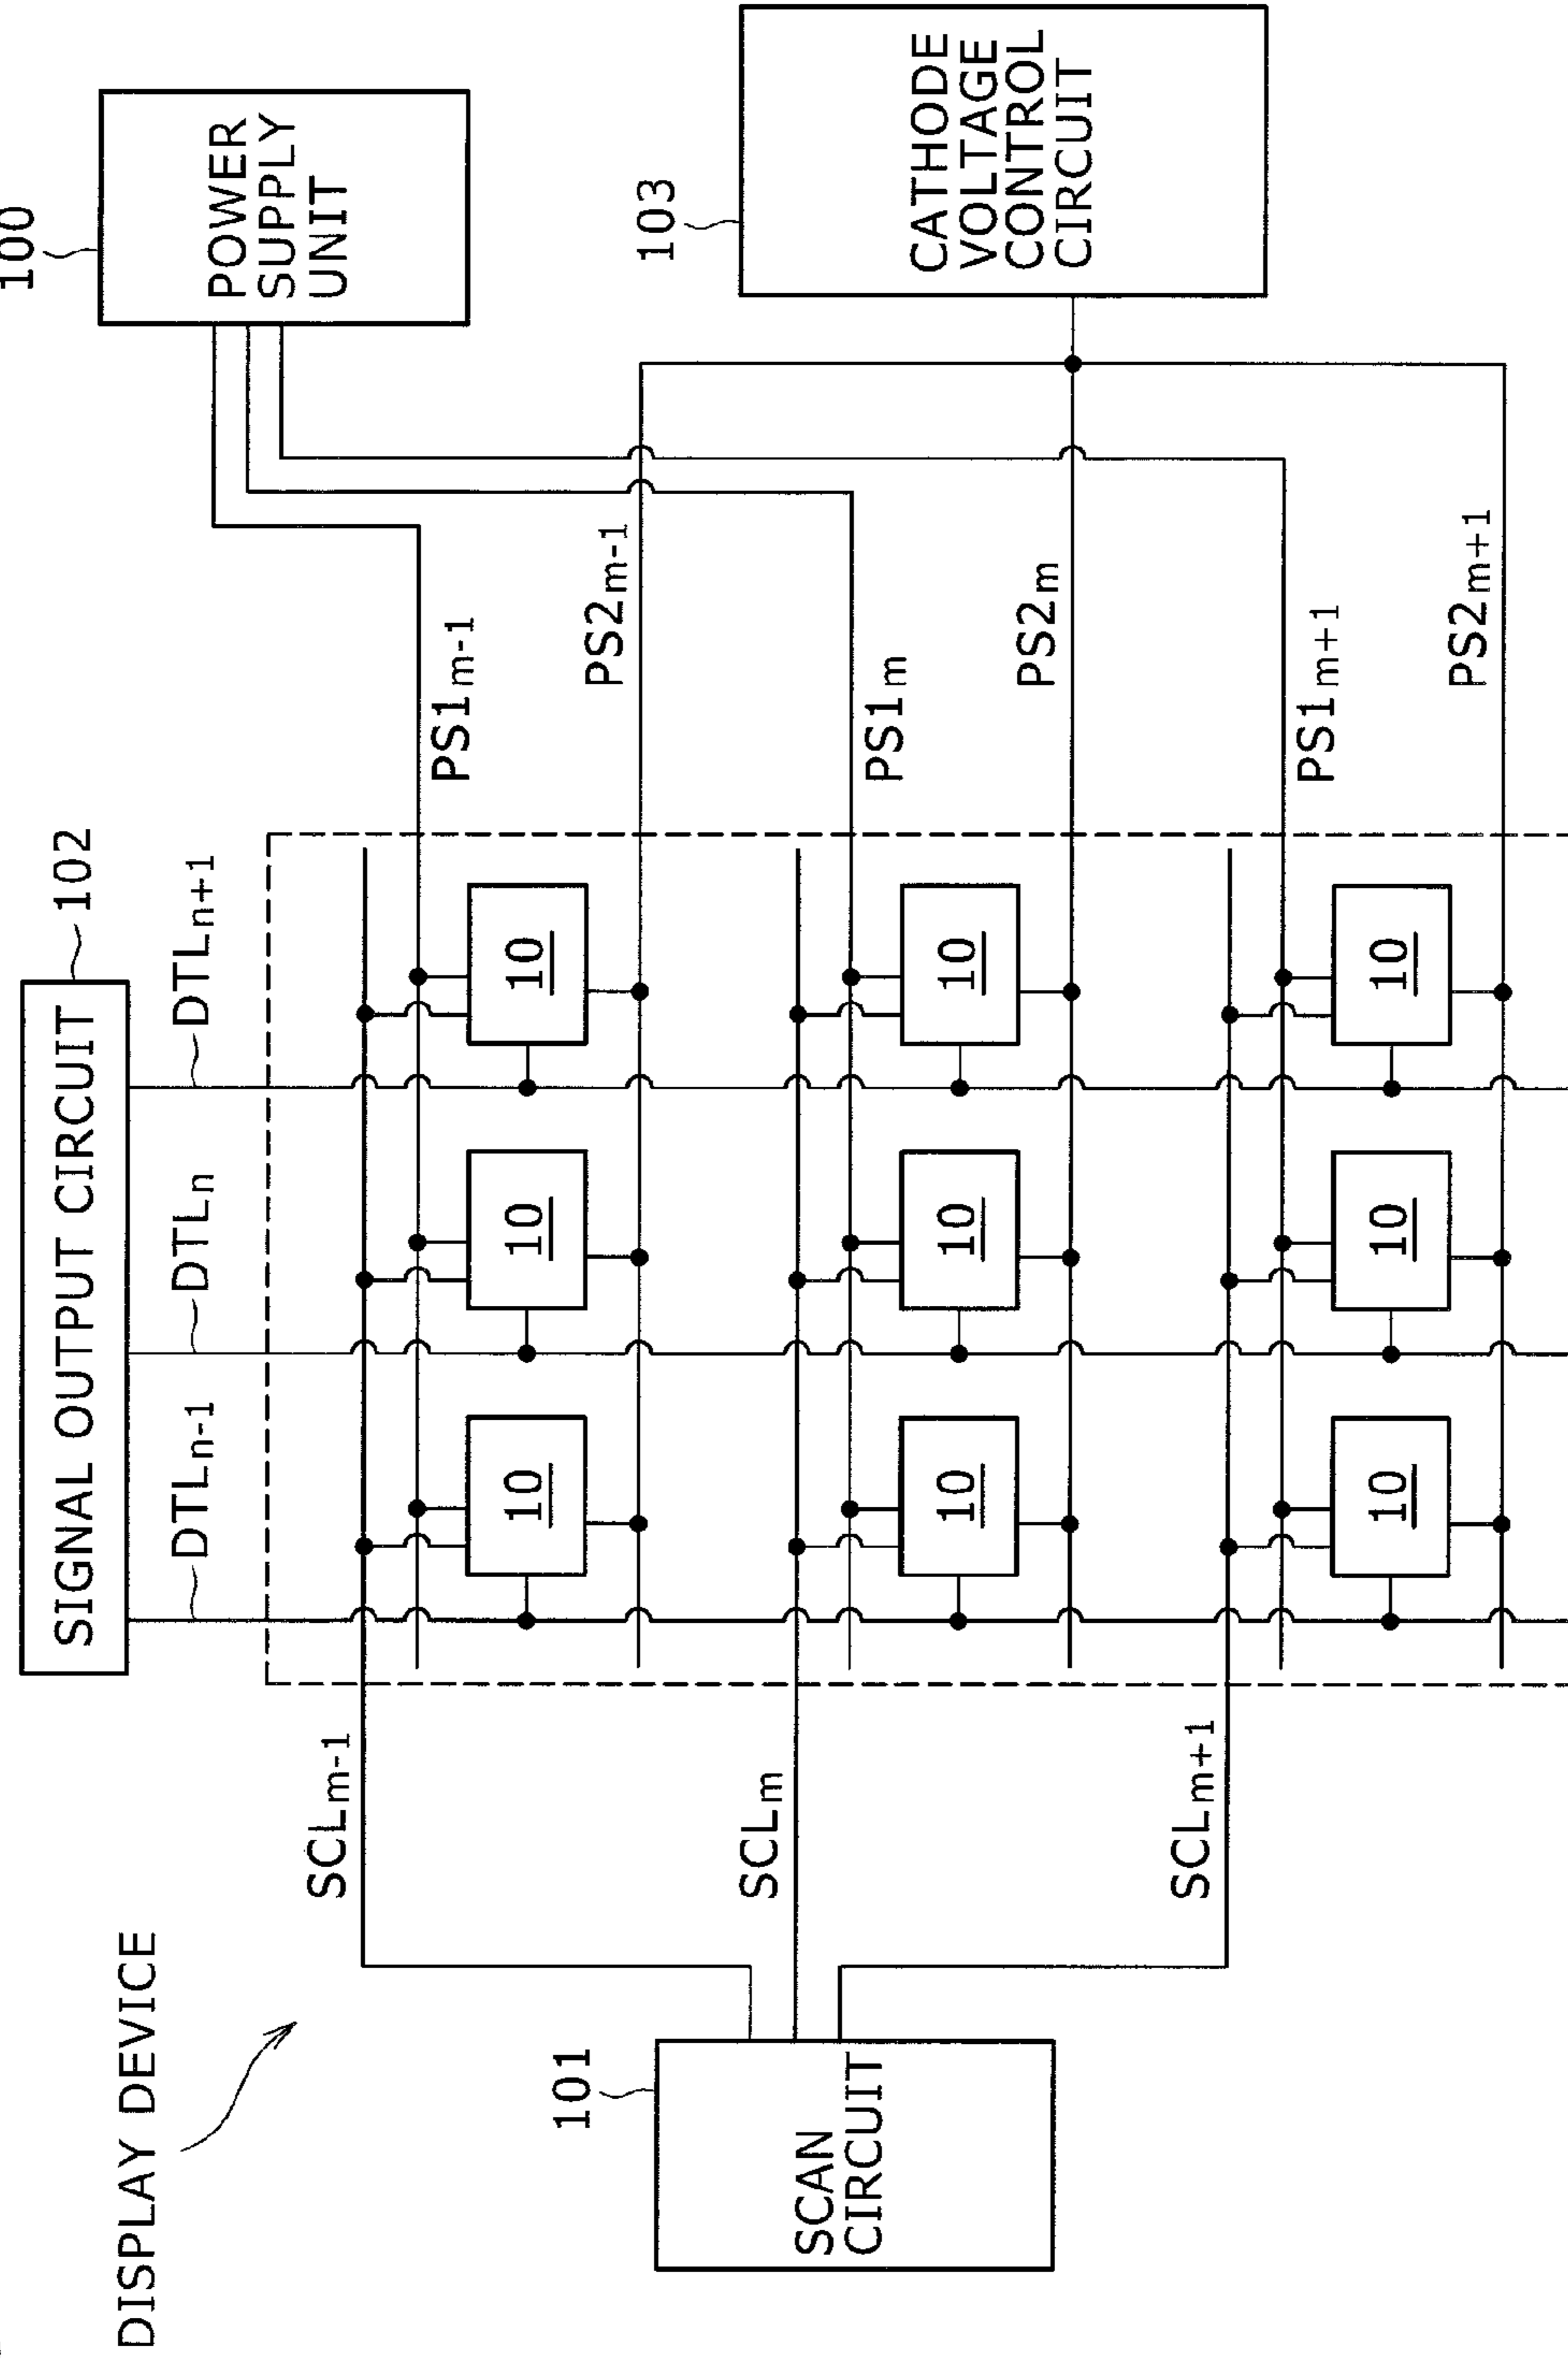 DISPLAY DEVICE
SIGNAL OUTPUT CIRCUIT
102
DTLn-1
DTLn
DTLn+1
100
POWER
SUPPLY
UNIT
101
SCAN
CIRCUIT
103
CATHODE
VOLTAGE
CONTROL
CIRCUIT
SCLm-1
10
10
10
PS1m-1
PS2m-1
SCLm
10
10
10
PS1m
PS2m
SCLm+1
10
10
10
PS1m+1
PS2m+1